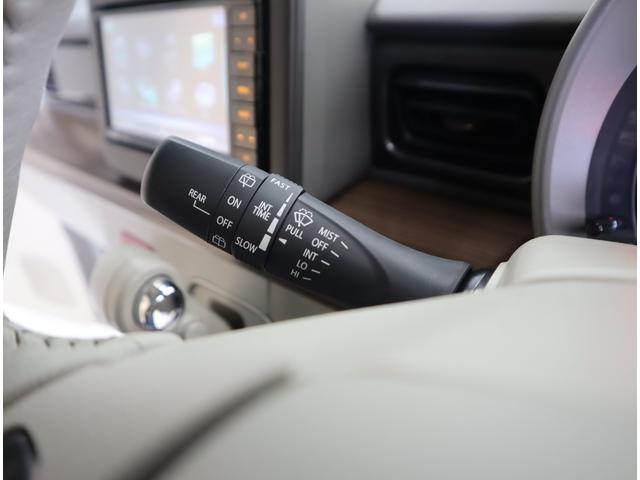 REAR
ON
OFF
FAST
INT
TIME
SLOW
PULL
MIST
OFF
INT
LO
HI